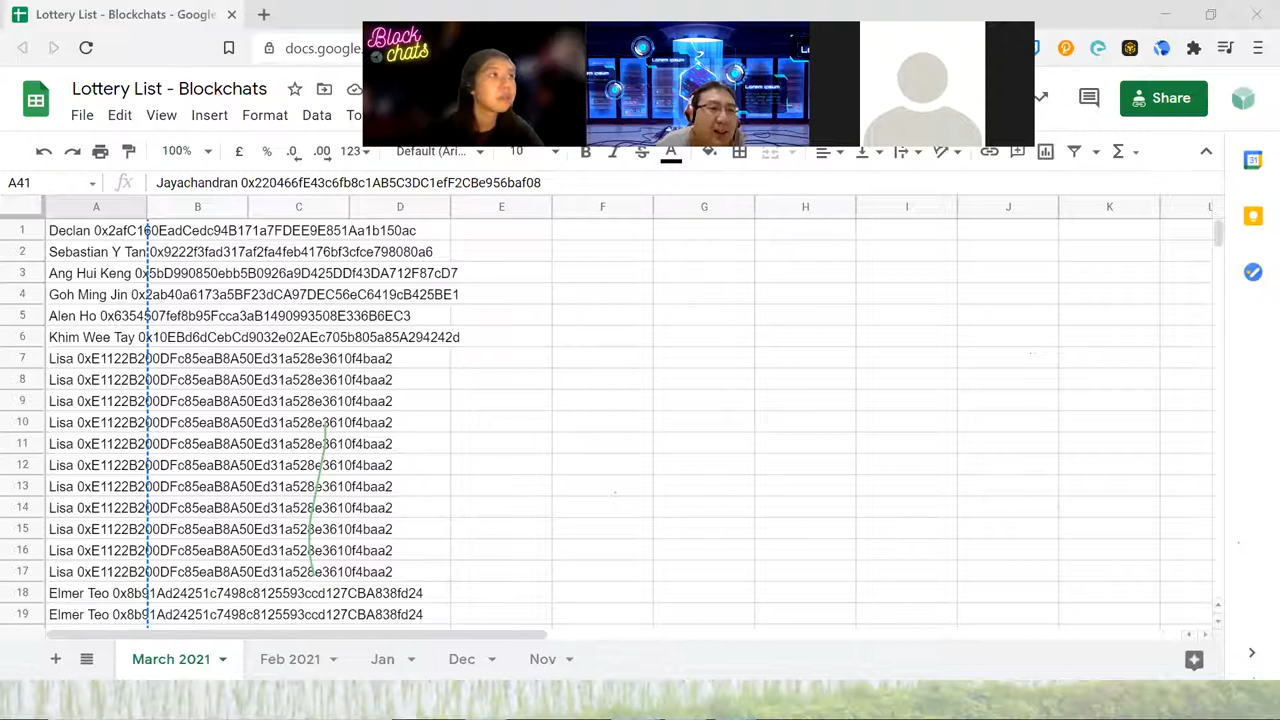 Lottery List - Blockchats - Google
docs.google.
Block chats
Lorem ipsum
Lottery List - Blockchats
File Edit View Insert Data
Share
100% £ % .0 .00 123 Default (Ari... 10 B I S A
A41 fx Jayachandran 0x220466fE43c6fb8c1AB5C3DC1efF2CBe956baf08
A B C D E F G H I J K L
1 Declan 0x2afC160EadCedc94B171a7FDEE9E851Aa1b150ac
2 Sebastian Y Tan 0x9222f3fad317af2fa4feb4176bf3cfce798080a6
3 Ang Hui Keng 0x5bD990850ebb5B0926a9D425DDf43DA712F87cD7
4 Goh Ming Jin 0x2ab40a6173a5BF23dCA97DEC56eC6419cB425BE1
5 Alen Ho 0x6354507fef8b95Fcca3aB1490993508E336B6EC3
6 Khim Wee Tay 0x10EBd6dCebCd9032e02AEc705b805a85A294242d
7 Lisa 0xE1122B200DFc85eaB8A50Ed31a528e3610f4baa2
8 Lisa 0xE1122B200DFc85eaB8A50Ed31a528e3610f4baa2
9 Lisa 0xE1122B200DFc85eaB8A50Ed31a528e3610f4baa2
10 Lisa 0xE1122B200DFc85eaB8A50Ed31a528e3610f4baa2
11 Lisa 0xE1122B200DFc85eaB8A50Ed31a528e3610f4baa2
12 Lisa 0xE1122B200DFc85eaB8A50Ed31a528e3610f4baa2
13 Lisa 0xE1122B200DFc85eaB8A50Ed31a528e3610f4baa2
14 Lisa 0xE1122B200DFc85eaB8A50Ed31a528e3610f4baa2
15 Lisa 0xE1122B200DFc85eaB8A50Ed31a528e3610f4baa2
16 Lisa 0xE1122B200DFc85eaB8A50Ed31a528e3610f4baa2
17 Lisa 0xE1122B200DFc85eaB8A50Ed31a528e3610f4baa2
18 Elmer Teo 0x8b91Ad24251c7498c8125593ccd127CBA838fd24
19 Elmer Teo 0x8b91Ad24251c7498c8125593ccd127CBA838fd24
March 2021 Feb 2021 Jan Dec Nov